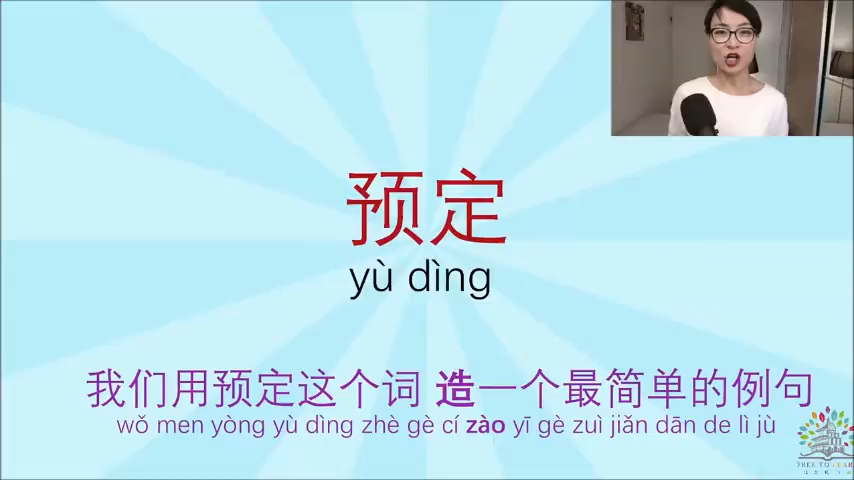 预定
yù dìng
我们用预定这个词 造一个最简单的例句
wǒ men yòng yù dìng zhè gè cí zào yī gè zuì jiǎn dān de lì jù